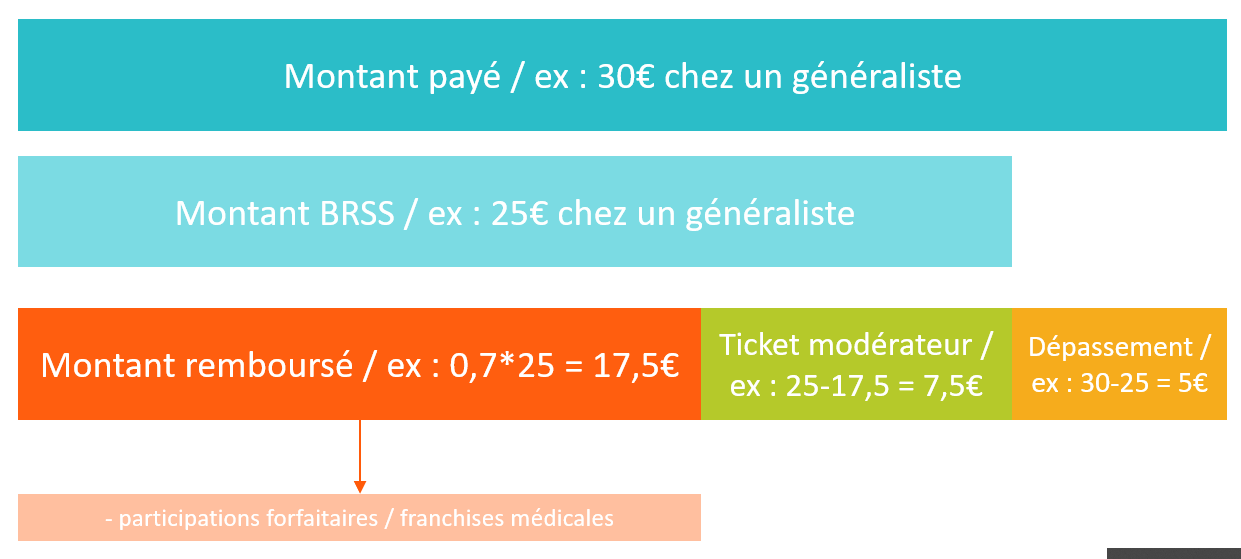 Montant payé / ex : 30€ chez un généraliste
Montant BRSS / ex : 25€ chez un généraliste
Montant remboursé / ex : 0,7*25 = 17,5€
Ticket modérateur /
ex : 25-17,5 = 7,5€
Dépassement /
ex : 30-25 = 5€
- participations forfaitaires / franchises médicales